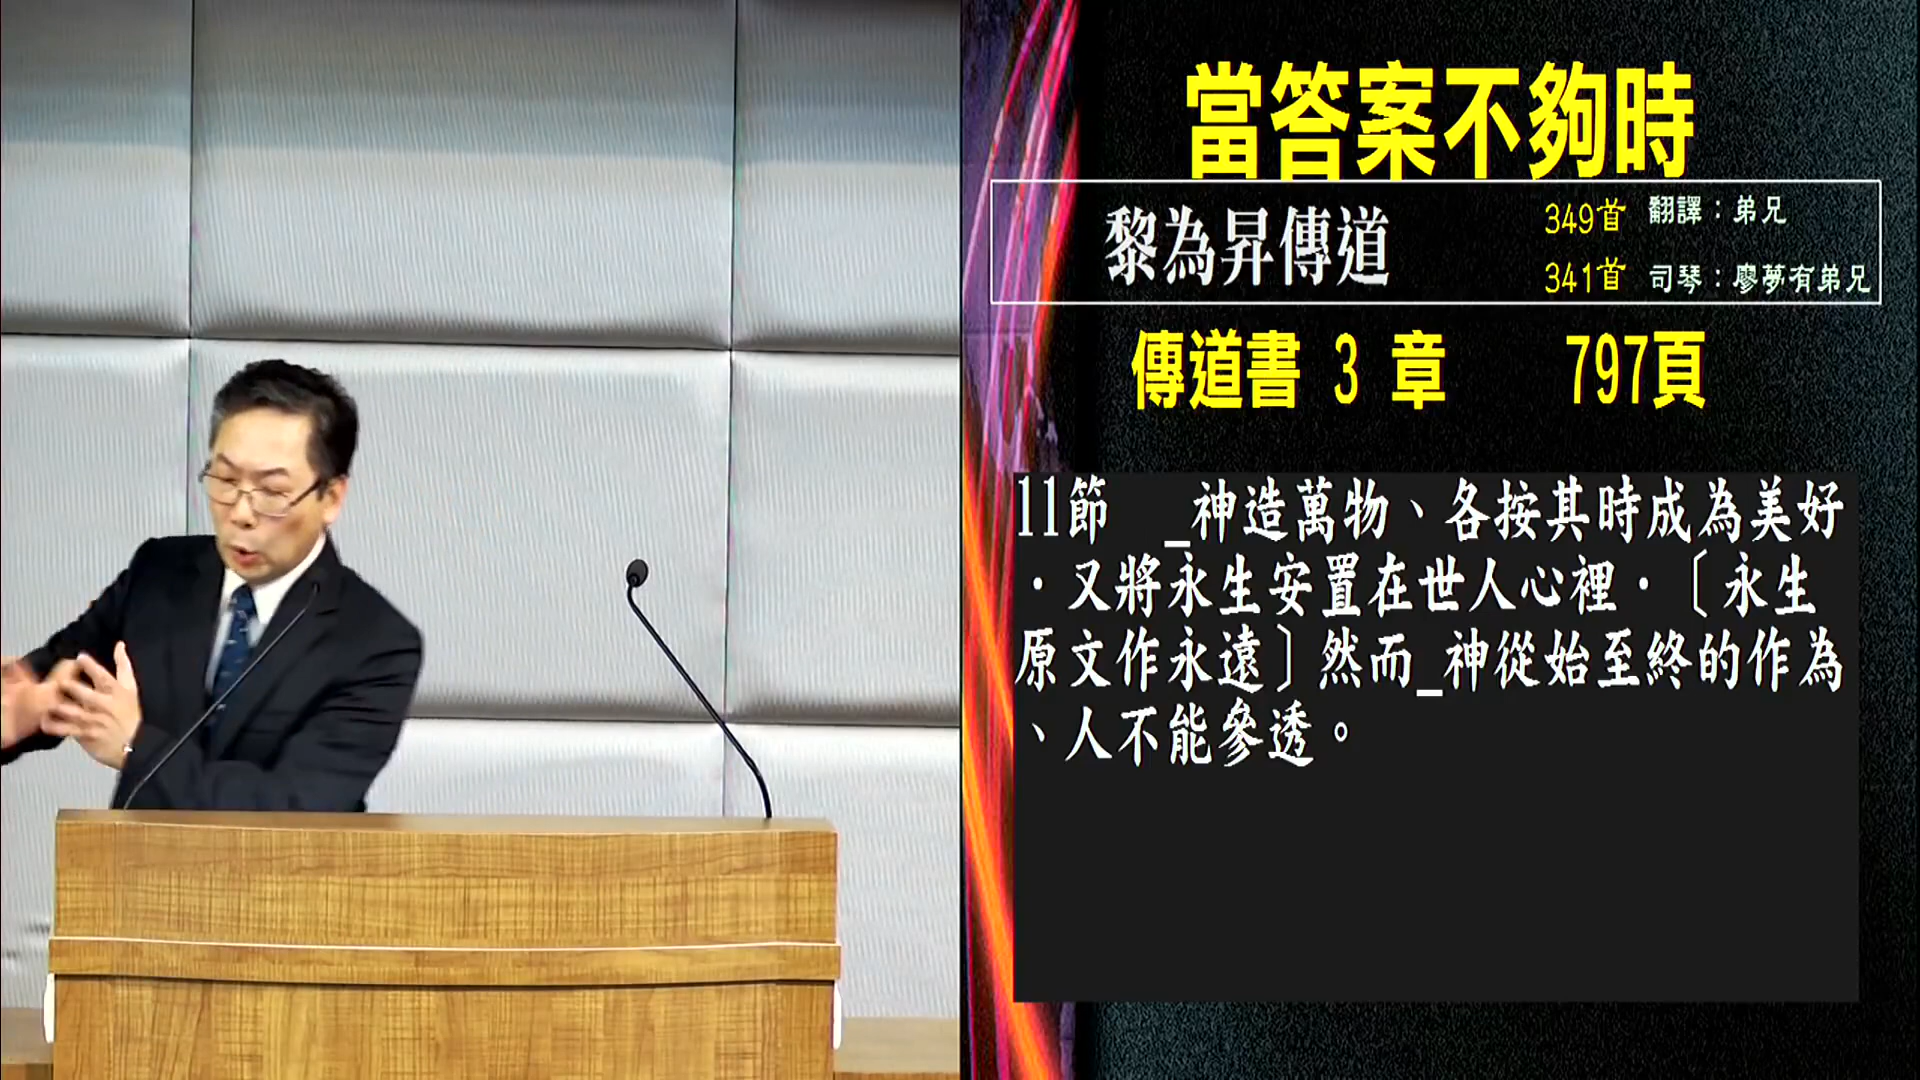 當答案不夠時
黎為昇傳道
349首 翻譯：弟兄
341首 司琴：廖夢有弟兄
傳道書 3 章 797頁
11節 _神造萬物、各按其時成為美好
．又將永生安置在世人心裡．〔永生
原文作永遠〕然而_神從始至終的作為
、人不能參透。